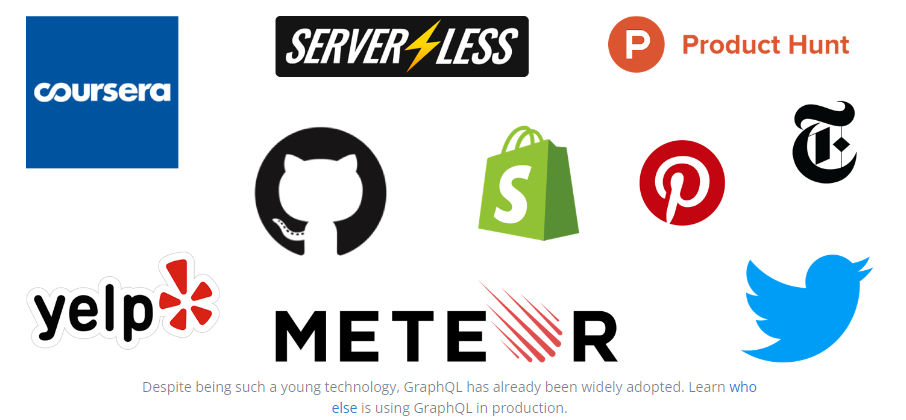 coursera
SERVERLESS
P Product Hunt
S
T
yelp
METEOR
Despite being such a young technology, GraphQL has already been widely adopted. Learn who
else is using GraphQL in production.